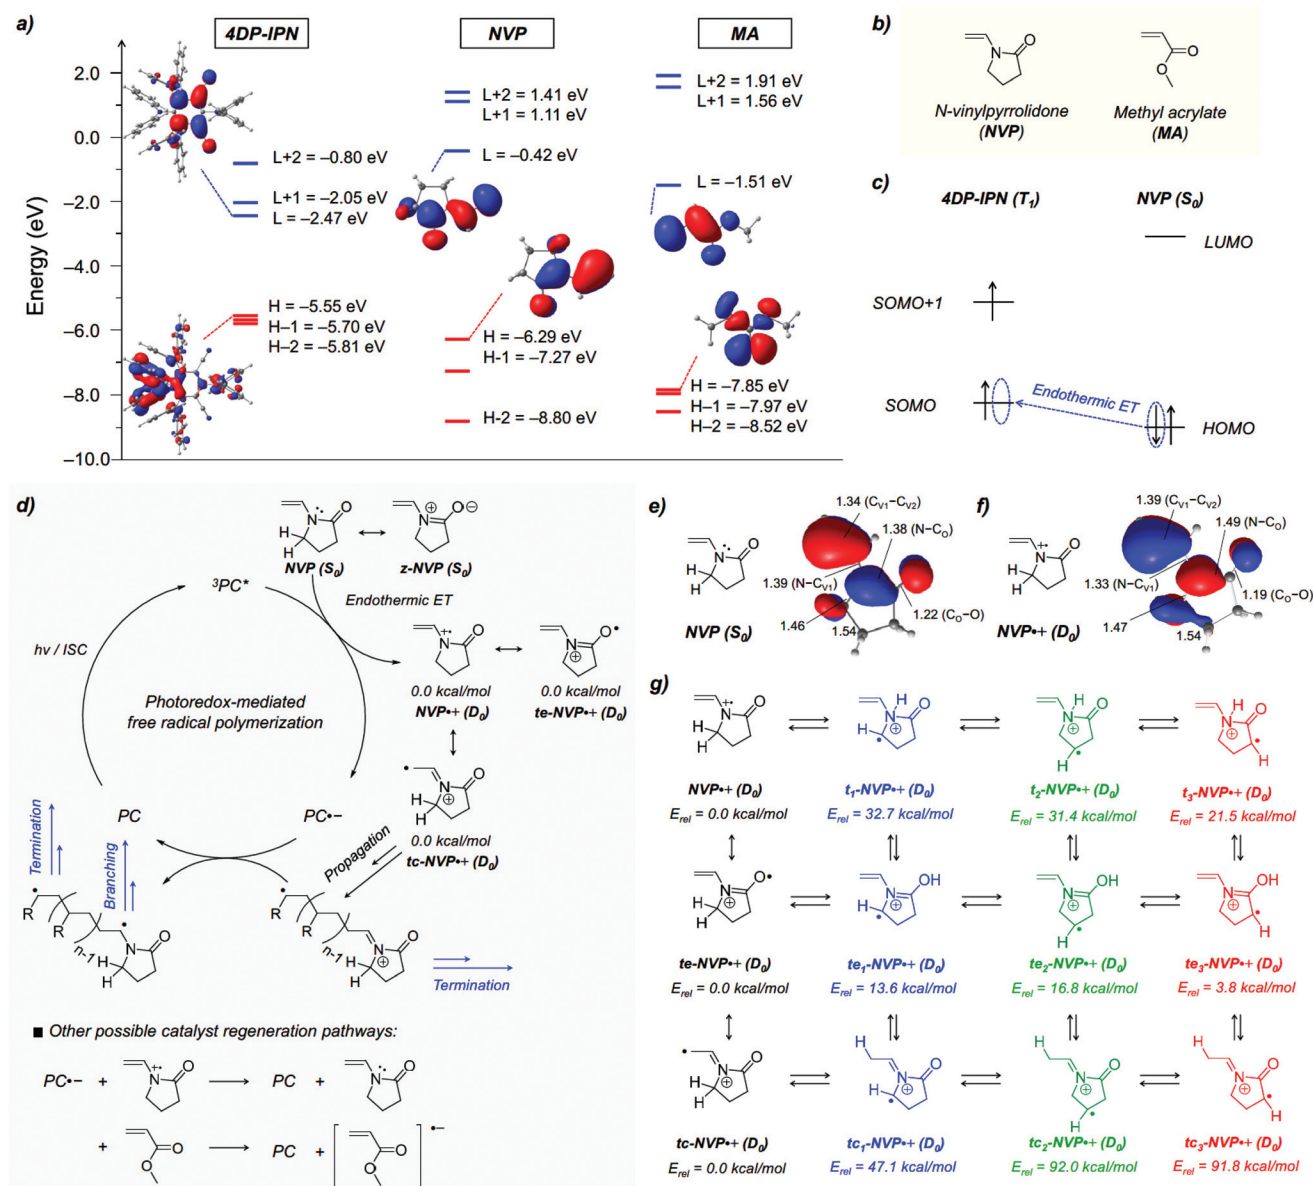 a)
4DP-IPN
NVP
MA
Energy (eV)
2.0
0.0
–2.0
–4.0
–6.0
–8.0
–10.0
L+2 = –0.80 eV
L+1 = –2.05 eV
L = –2.47 eV
H = –5.55 eV
H–1 = –5.70 eV
H–2 = –5.81 eV
L+2 = 1.41 eV
L+1 = 1.11 eV
L = –0.42 eV
H = –6.29 eV
H-1 = –7.27 eV
H-2 = –8.80 eV
L+2 = 1.91 eV
L+1 = 1.56 eV
L = –1.51 eV
H = –7.85 eV
H–1 = –7.97 eV
H–2 = –8.52 eV
b)
N
O
O
O
N-vinylpyrrolidone
(NVP)
Methyl acrylate
(MA)
c)
4DP-IPN (T1)
NVP (S0)
LUMO
SOMO+1
SOMO
Endothermic ET
HOMO
d)
NVP (S0)
z-NVP (S0)
3PC*
Endothermic ET
hv / ISC
Photoredox-mediated
free radical polymerization
0.0 kcal/mol
NVP•+ (D0)
0.0 kcal/mol
te-NVP•+ (D0)
0.0 kcal/mol
tc-NVP•+ (D0)
PC
PC•–
Propagation
Termination
Branching
R
R
n-1
H
N
O
R
R
n-1
H
N
O
Termination
■ Other possible catalyst regeneration pathways:
PC•– + N O PC + N O
+ O O PC + O O •–
e)
1.34 (CV1–CV2)
1.38 (N–CO)
1.39 (N–CV1)
1.22 (CO–O)
1.46
1.54
NVP (S0)
f)
1.39 (CV1–CV2)
1.49 (N–CO)
1.33 (N–CV1)
1.19 (CO–O)
1.47
1.54
NVP•+ (D0)
g)
NVP•+ (D0)
Erel = 0.0 kcal/mol
t1-NVP•+ (D0)
Erel = 32.7 kcal/mol
t2-NVP•+ (D0)
Erel = 31.4 kcal/mol
t3-NVP•+ (D0)
Erel = 21.5 kcal/mol
te-NVP•+ (D0)
Erel = 0.0 kcal/mol
te1-NVP•+ (D0)
Erel = 13.6 kcal/mol
te2-NVP•+ (D0)
Erel = 16.8 kcal/mol
te3-NVP•+ (D0)
Erel = 3.8 kcal/mol
tc-NVP•+ (D0)
Erel = 0.0 kcal/mol
tc1-NVP•+ (D0)
Erel = 47.1 kcal/mol
tc2-NVP•+ (D0)
Erel = 92.0 kcal/mol
tc3-NVP•+ (D0)
Erel = 91.8 kcal/mol